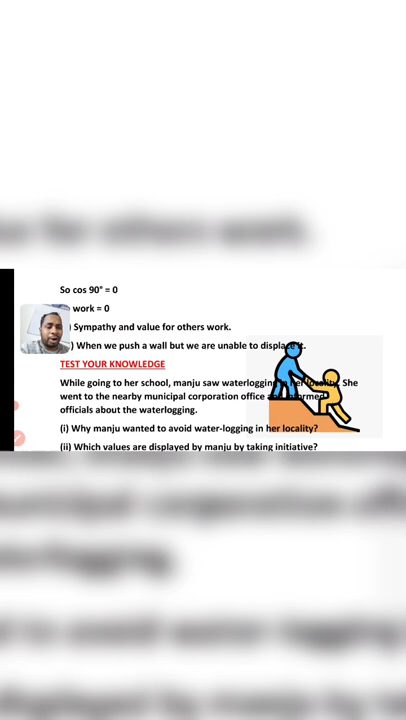 So cos 90° = 0
work = 0
) Sympathy and value for others work.
) When we push a wall but we are unable to displace it.
TEST YOUR KNOWLEDGE
While going to her school, manju saw waterlogging in her locality. She
went to the nearby municipal corporation office and informed
officials about the waterlogging.
(i) Why manju wanted to avoid water-logging in her locality?
(ii) Which values are displayed by manju by taking initiative?